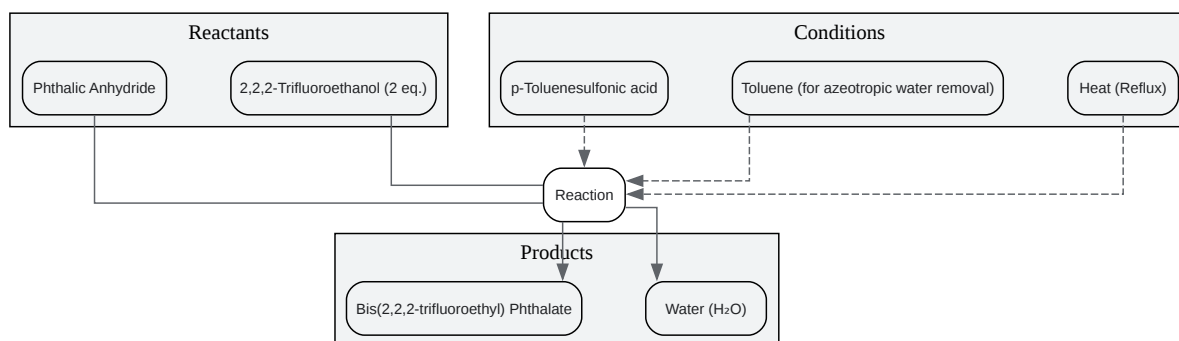 Reactants
Conditions
Phthalic Anhydride
2,2,2-Trifluoroethanol (2 eq.)
p-Toluenesulfonic acid
Toluene (for azeotropic water removal)
Heat (Reflux)
Reaction
Products
Bis(2,2,2-trifluoroethyl) Phthalate
Water (H₂O)